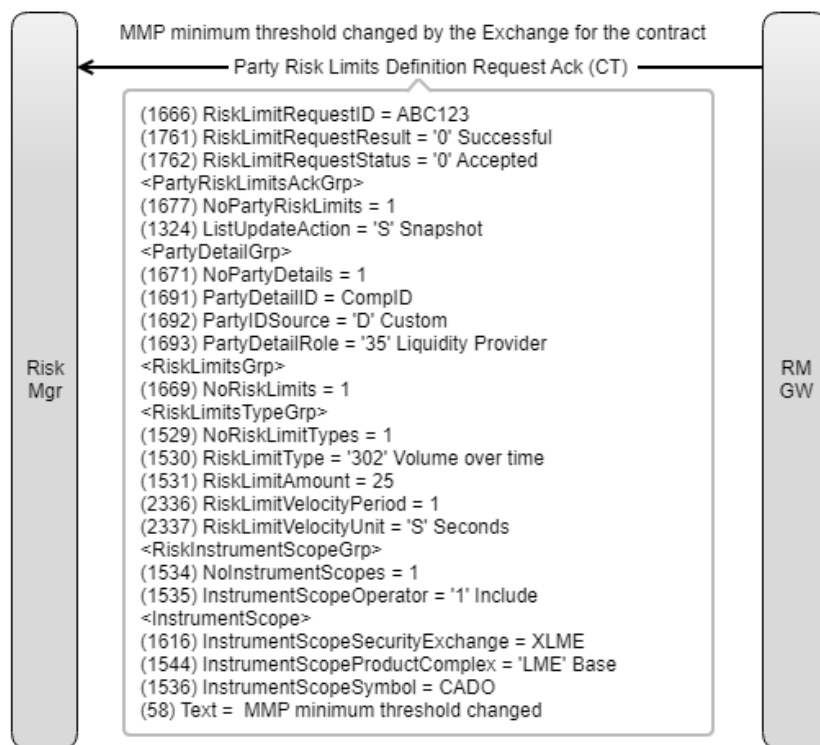 MMP minimum threshold changed by the Exchange for the contract
Party Risk Limits Definition Request Ack (CT)
(1666) RiskLimitRequestID = ABC123
(1761) RiskLimitRequestResult = '0' Successful
(1762) RiskLimitRequestStatus = '0' Accepted
<PartyRiskLimitsAckGrp>
(1677) NoPartyRiskLimits = 1
(1324) ListUpdateAction = 'S' Snapshot
<PartyDetailGrp>
(1671) NoPartyDetails = 1
(1691) PartyDetailID = CompID
(1692) PartyIDSource = 'D' Custom
(1693) PartyDetailRole = '35' Liquidity Provider
<RiskLimitsGrp>
(1669) NoRiskLimits = 1
<RiskLimitsTypeGrp>
(1529) NoRiskLimitTypes = 1
(1530) RiskLimitType = '302' Volume over time
(1531) RiskLimitAmount = 25
(2336) RiskLimitVelocityPeriod = 1
(2337) RiskLimitVelocityUnit = 'S' Seconds
<RiskInstrumentScopeGrp>
(1534) NoInstrumentScopes = 1
(1535) InstrumentScopeOperator = '1' Include
<InstrumentScope>
(1616) InstrumentScopeSecurityExchange = XLME
(1544) InstrumentScopeProductComplex = 'LME' Base
(1536) InstrumentScopeSymbol = CADO
(58) Text = MMP minimum threshold changed
Risk
Mgr
RM
GW